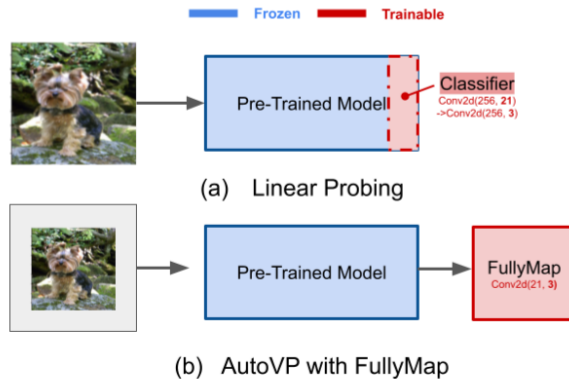 Frozen
Trainable
Pre-Trained Model
Classifier
Conv2d(256, 21)
->Conv2d(256, 3)
(a) Linear Probing
Pre-Trained Model
FullyMap
Conv2d(21, 3)
(b) AutoVP with FullyMap